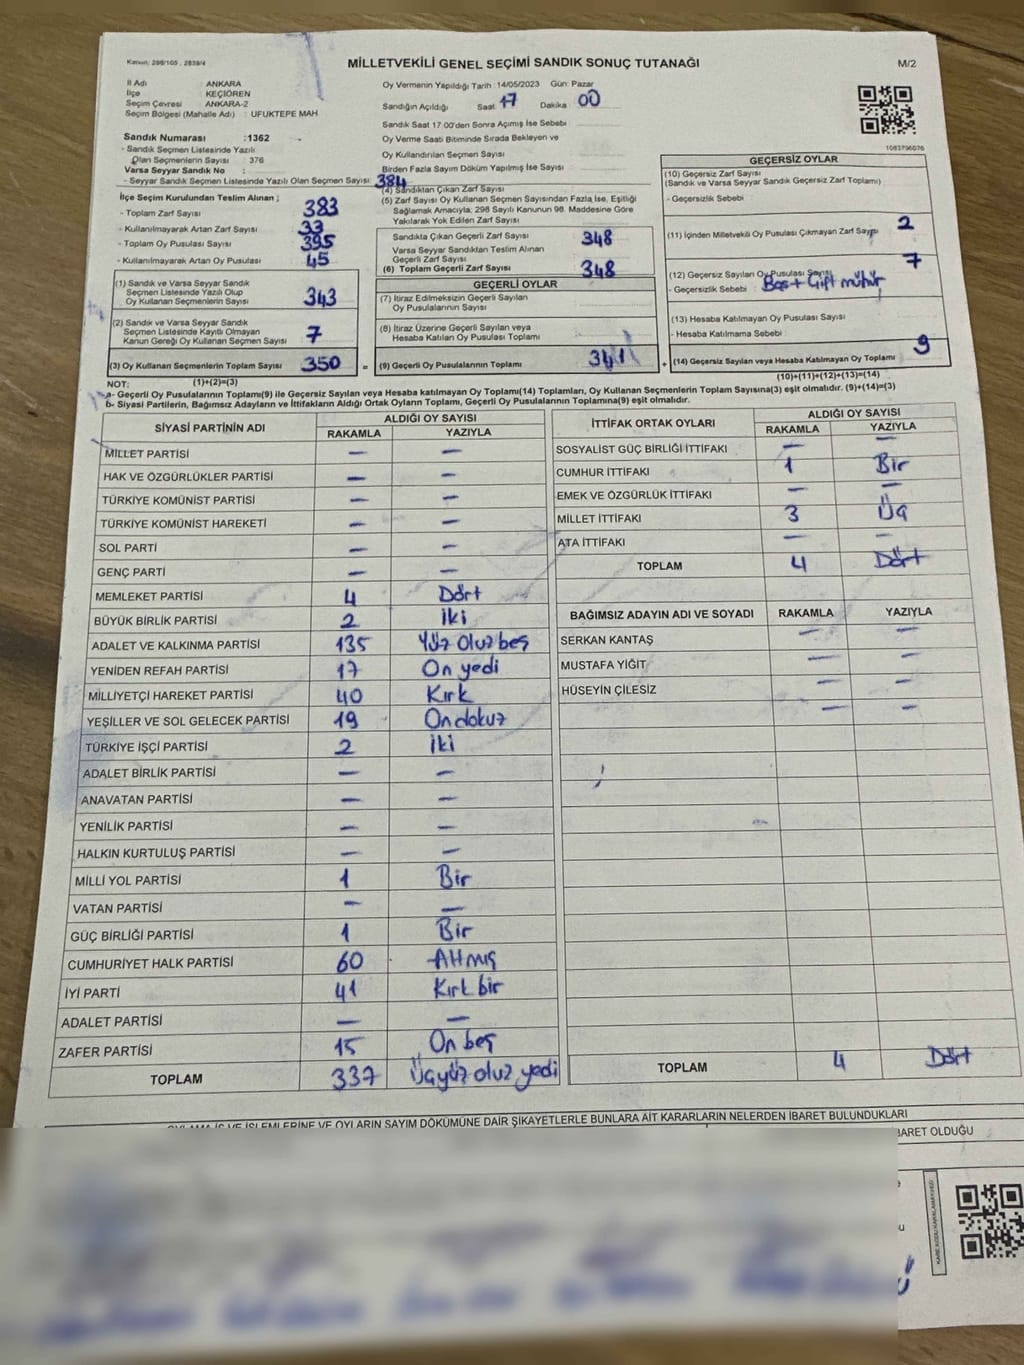 Kanun: 298/105 , 2839/4
MİLLETVEKİLİ GENEL SEÇİMİ SANDIK SONUÇ TUTANAĞI
M/2
İl Adı : ANKARA
İlçe : KEÇİÖREN
Seçim Çevresi : ANKARA-2
Seçim Bölgesi (Mahalle Adı) : UFUKTEPE MAH.
Sandık Numarası : 1362
- Sandık Seçmen Listesinde Yazılı
Olan Seçmenlerin Sayısı : 376
Varsa Seyyar Sandık No :
- Seyyar Sandık Seçmen Listesinde Yazılı Olan Seçmen Sayısı :
İlçe Seçim Kurulundan Teslim Alınan ;
- Toplam Zarf Sayısı : 383
- Kullanılmayarak Artan Zarf Sayısı : 33
- Toplam Oy Pusulası Sayısı : 395
- Kullanılmayarak Artan Oy Pusulası : 45
(1) Sandık ve Varsa Seyyar Sandık
Seçmen Listesinde Yazılı Olup
Oy Kullanan Seçmenlerin Sayısı : 343
(2) Sandık ve Varsa Seyyar Sandık
Seçmen Listesinde Kayıtlı Olmayan
Kanun Gereği Oy Kullanan Seçmen Sayısı : 7
(3) Oy Kullanan Seçmenlerin Toplam Sayısı : 350 =
(1)+(2)=(3)
Oy Vermenin Yapıldığı Tarih : 14/05/2023 Gün: Pazar
Sandığın Açıldığı Saat 17 Dakika 00
Sandık Saat 17:00'den Sonra Açımış İse Sebebi :
Oy Verme Saati Bitiminde Sırada Bekleyen ve
Oy Kullandırılan Seçmen Sayısı
Birden Fazla Sayım Döküm Yapılmış İse Sayısı :
384
(4) Sandıktan Çıkan Zarf Sayısı
(5) Zarf Sayısı Oy Kullanan Seçmen Sayısından Fazla İse, Eşitliği
Sağlamak Amacıyla, 298 Sayılı Kanunun 98. Maddesine Göre
Yakılarak Yok Edilen Zarf Sayısı
Sandıkta Çıkan Geçerli Zarf Sayısı : 348
Varsa Seyyar Sandıktan Teslim Alınan
Geçerli Zarf Sayısı :
(6) Toplam Geçerli Zarf Sayısı : 348
GEÇERLİ OYLAR
(7) İtiraz Edilmeksizin Geçerli Sayılan
Oy Pusulalarının Sayısı :
(8) İtiraz Üzerine Geçerli Sayılan veya
Hesaba Katılan Oy Pusulası Toplamı :
(9) Geçerli Oy Pusulalarının Toplamı : 341 +
1083796076
GEÇERSİZ OYLAR
(10) Geçersiz Zarf Sayısı
(Sandık ve Varsa Seyyar Sandık Geçersiz Zarf Toplamı)
- Geçersizlik Sebebi :
(11) İçinden Milletvekili Oy Pusulası Çıkmayan Zarf Sayısı : 2
(12) Geçersiz Sayılan Oy Pusulası Sayısı : 7
- Geçersizlik Sebebi : Boş + Çift mühür
(13) Hesaba Katılmayan Oy Pusulası Sayısı :
- Hesaba Katılmama Sebebi :
(14) Geçersiz Sayılan veya Hesaba Katılmayan Oy Toplamı : 9
(10)+(11)+(12)+(13)=(14)
NOT:
a- Geçerli Oy Pusulalarının Toplamı(9) ile Geçersiz Sayılan veya Hesaba katılmayan Oy Toplamı(14) Toplamları, Oy Kullanan Seçmenlerin Toplam Sayısına(3) eşit olmalıdır. (9)+(14)=(3)
b- Siyasi Partilerin, Bağımsız Adayların ve İttifakların Aldığı Ortak Oyların Toplamı, Geçerli Oy Pusulalarının Toplamına(9) eşit olmalıdır.
SİYASİ PARTİNİN ADI ALDIĞI OY SAYISI
RAKAMLA YAZIYLA
MİLLET PARTİSİ – –
HAK VE ÖZGÜRLÜKLER PARTİSİ – –
TÜRKİYE KOMÜNİST PARTİSİ – –
TÜRKİYE KOMÜNİST HAREKETİ – –
SOL PARTİ – –
GENÇ PARTİ – –
MEMLEKET PARTİSİ 4 Dört
BÜYÜK BİRLİK PARTİSİ 2 İki
ADALET VE KALKINMA PARTİSİ 135 Yüz Otuz beş
YENİDEN REFAH PARTİSİ 17 On yedi
MİLLİYETÇİ HAREKET PARTİSİ 40 Kırk
YEŞİLLER VE SOL GELECEK PARTİSİ 19 Ondokuz
TÜRKİYE İŞÇİ PARTİSİ 2 İki
ADALET BİRLİK PARTİSİ – –
ANAVATAN PARTİSİ – –
YENİLİK PARTİSİ – –
HALKIN KURTULUŞ PARTİSİ – –
MİLLİ YOL PARTİSİ 1 Bir
VATAN PARTİSİ – –
GÜÇ BİRLİĞİ PARTİSİ 1 Bir
CUMHURİYET HALK PARTİSİ 60 Altmış
İYİ PARTİ 41 Kırk bir
ADALET PARTİSİ – –
ZAFER PARTİSİ 15 On beş
TOPLAM 337 Üçyüz otuz yedi
İTTİFAK ORTAK OYLARI ALDIĞI OY SAYISI
RAKAMLA YAZIYLA
SOSYALİST GÜÇ BİRLİĞİ İTTİFAKI – –
CUMHUR İTTİFAKI 1 Bir
EMEK VE ÖZGÜRLÜK İTTİFAKI – –
MİLLET İTTİFAKI 3 Üç
ATA İTTİFAKI – –
TOPLAM 4 Dört
BAĞIMSIZ ADAYIN ADI VE SOYADI RAKAMLA YAZIYLA
SERKAN KANTAŞ – –
MUSTAFA YİĞİT – –
HÜSEYİN ÇİLESİZ – –
– –
TOPLAM 4 Dört
OYLAMA İŞ VE İŞLEMLERİNE VE OYLARIN SAYIM DÖKÜMÜNE DAİR ŞİKAYETLERLE BUNLARA AİT KARARLARIN NELERDEN İBARET BULUNDUKLARI
BARET OLDUĞU